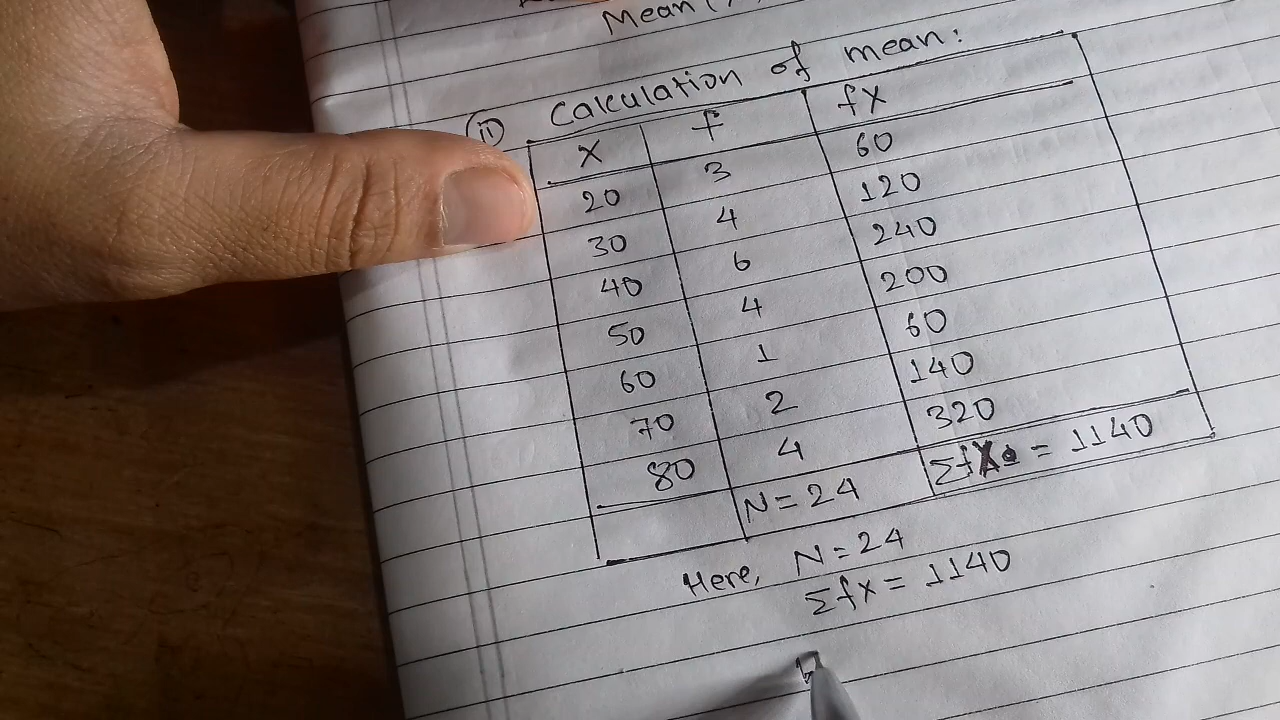 Mean
(ii) Calculation of mean:
X f fX
20 3 60
30 4 120
40 6 240
50 4 200
60 1 60
70 2 140
80 4 320
N = 24 Σfx = 1140
Here, N = 24
Σfx = 1140